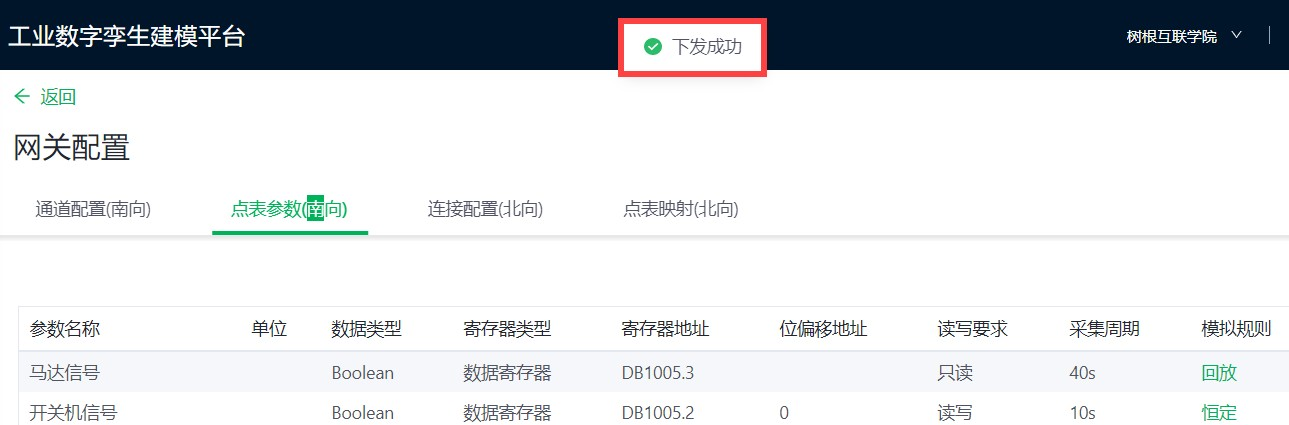 工业数字孪生建模平台
下发成功
树根互联学院
返回
网关配置
通道配置(南向) 点表参数(南向) 连接配置(北向) 点表映射(北向)
参数名称 单位 数据类型 寄存器类型 寄存器地址 位偏移地址 读写要求 采集周期 模拟规则
马达信号 Boolean 数据寄存器 DB1005.3 只读 40s 回放
开关机信号 Boolean 数据寄存器 DB1005.2 0 读写 10s 恒定